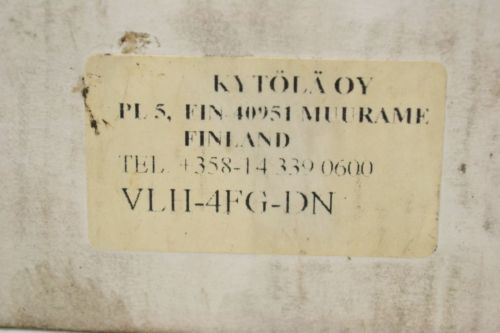 KYTÖLÄ OY
PL 5, FIN-40951 MUURAME
FINLAND
TEL. +358-14 339 0600
VLH-4FG-DN